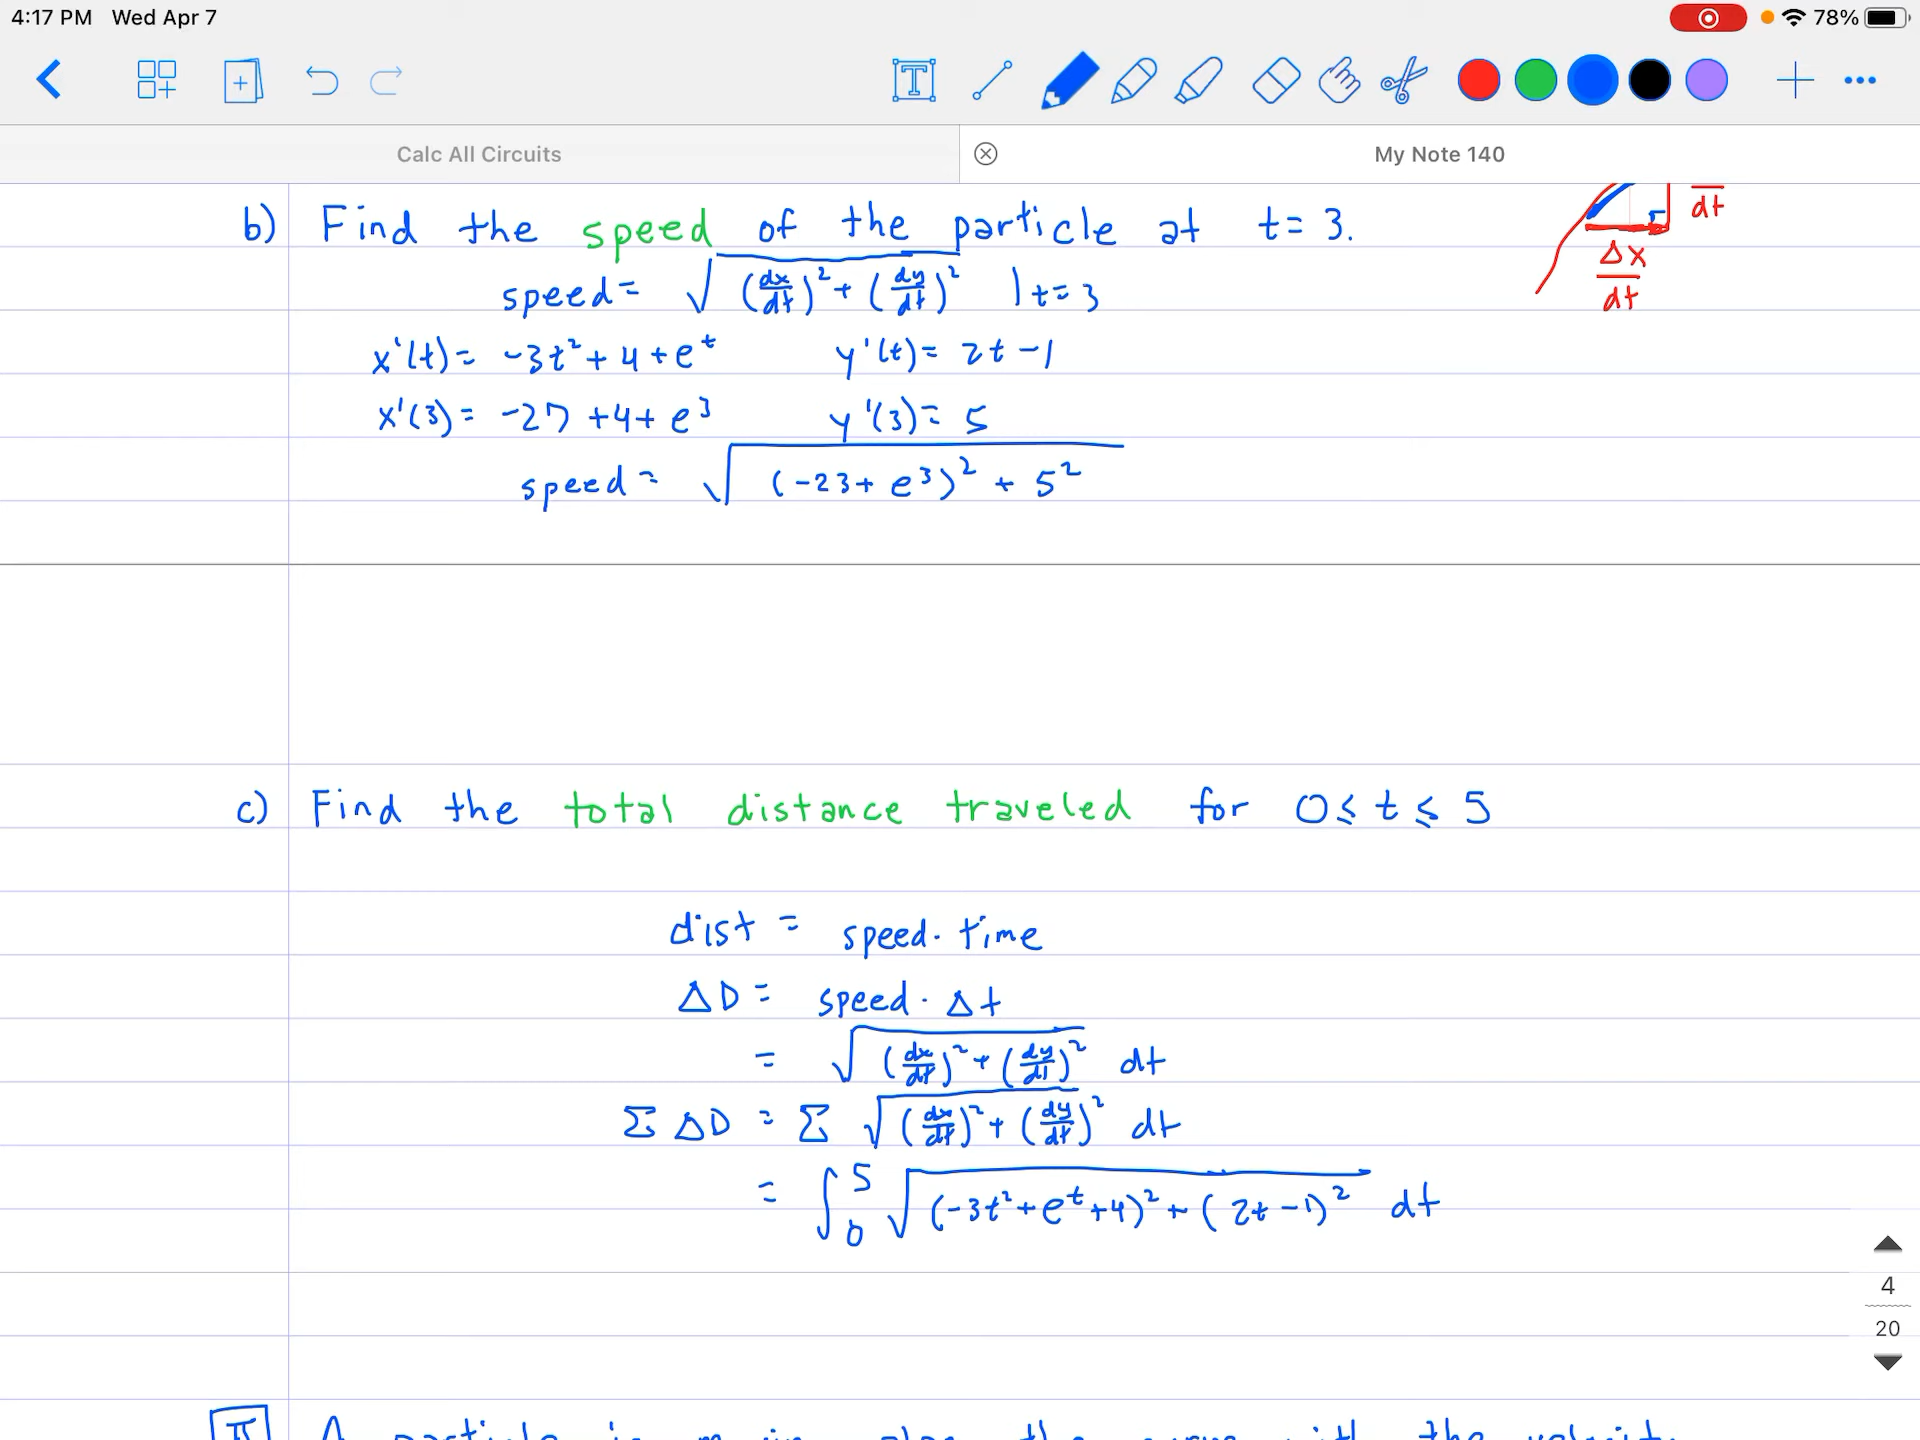 4:17 PM Wed Apr 7 78%
T
Calc All Circuits My Note 140
dt
b) Find the speed of the particle at t = 3.
Δx
speed = √((dx/dt)² + (dy/dt)²) | t = 3
dt
x'(t) = -3t² + 4 + e^t y'(t) = 2t - 1
x'(3) = -27 + 4 + e³ y'(3) = 5
speed = √((-23 + e³)² + 5²)
c) Find the total distance traveled for 0 ≤ t ≤ 5
dist = speed · time
ΔD = speed · Δt
= √((dx/dt)² + (dy/dt)²) dt
Σ ΔD = Σ √((dx/dt)² + (dy/dt)²) dt
= ∫₀⁵ √((-3t² + e^t + 4)² + (2t - 1)²) dt
4
20